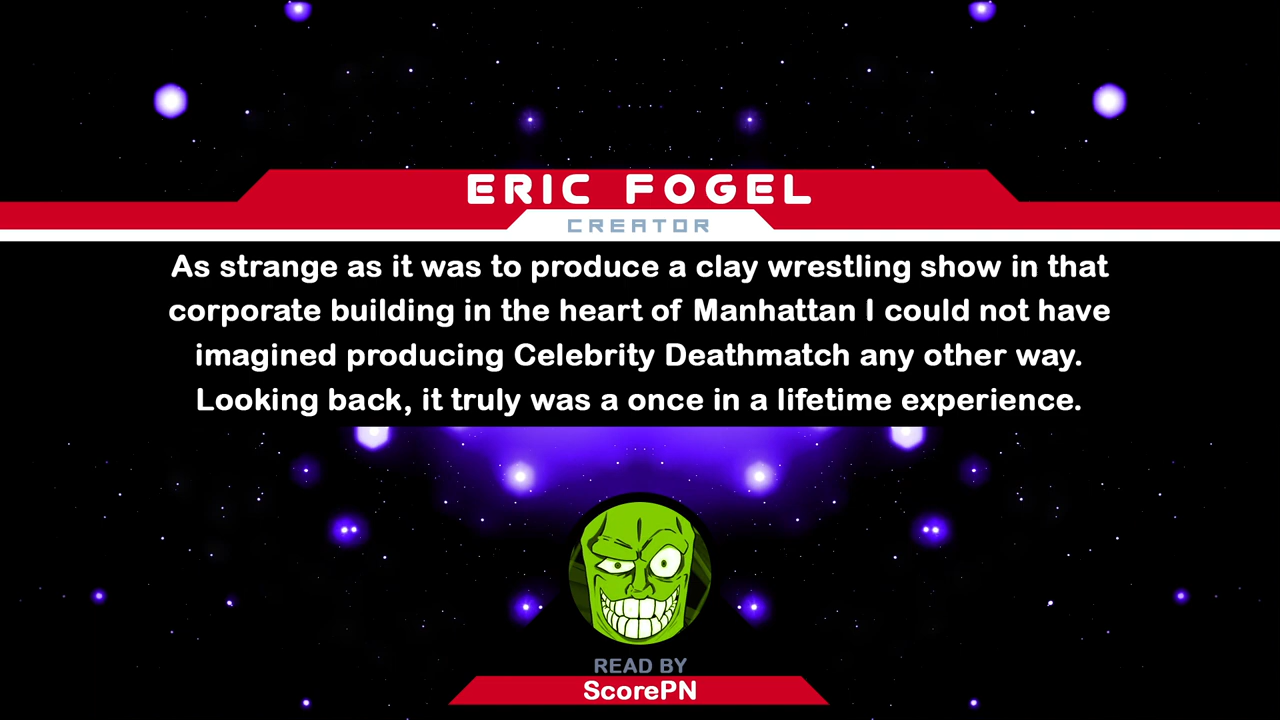 ERIC FOGEL
CREATOR
As strange as it was to produce a clay wrestling show in that
corporate building in the heart of Manhattan I could not have
imagined producing Celebrity Deathmatch any other way.
Looking back, it truly was a once in a lifetime experience.
READ BY
ScorePN